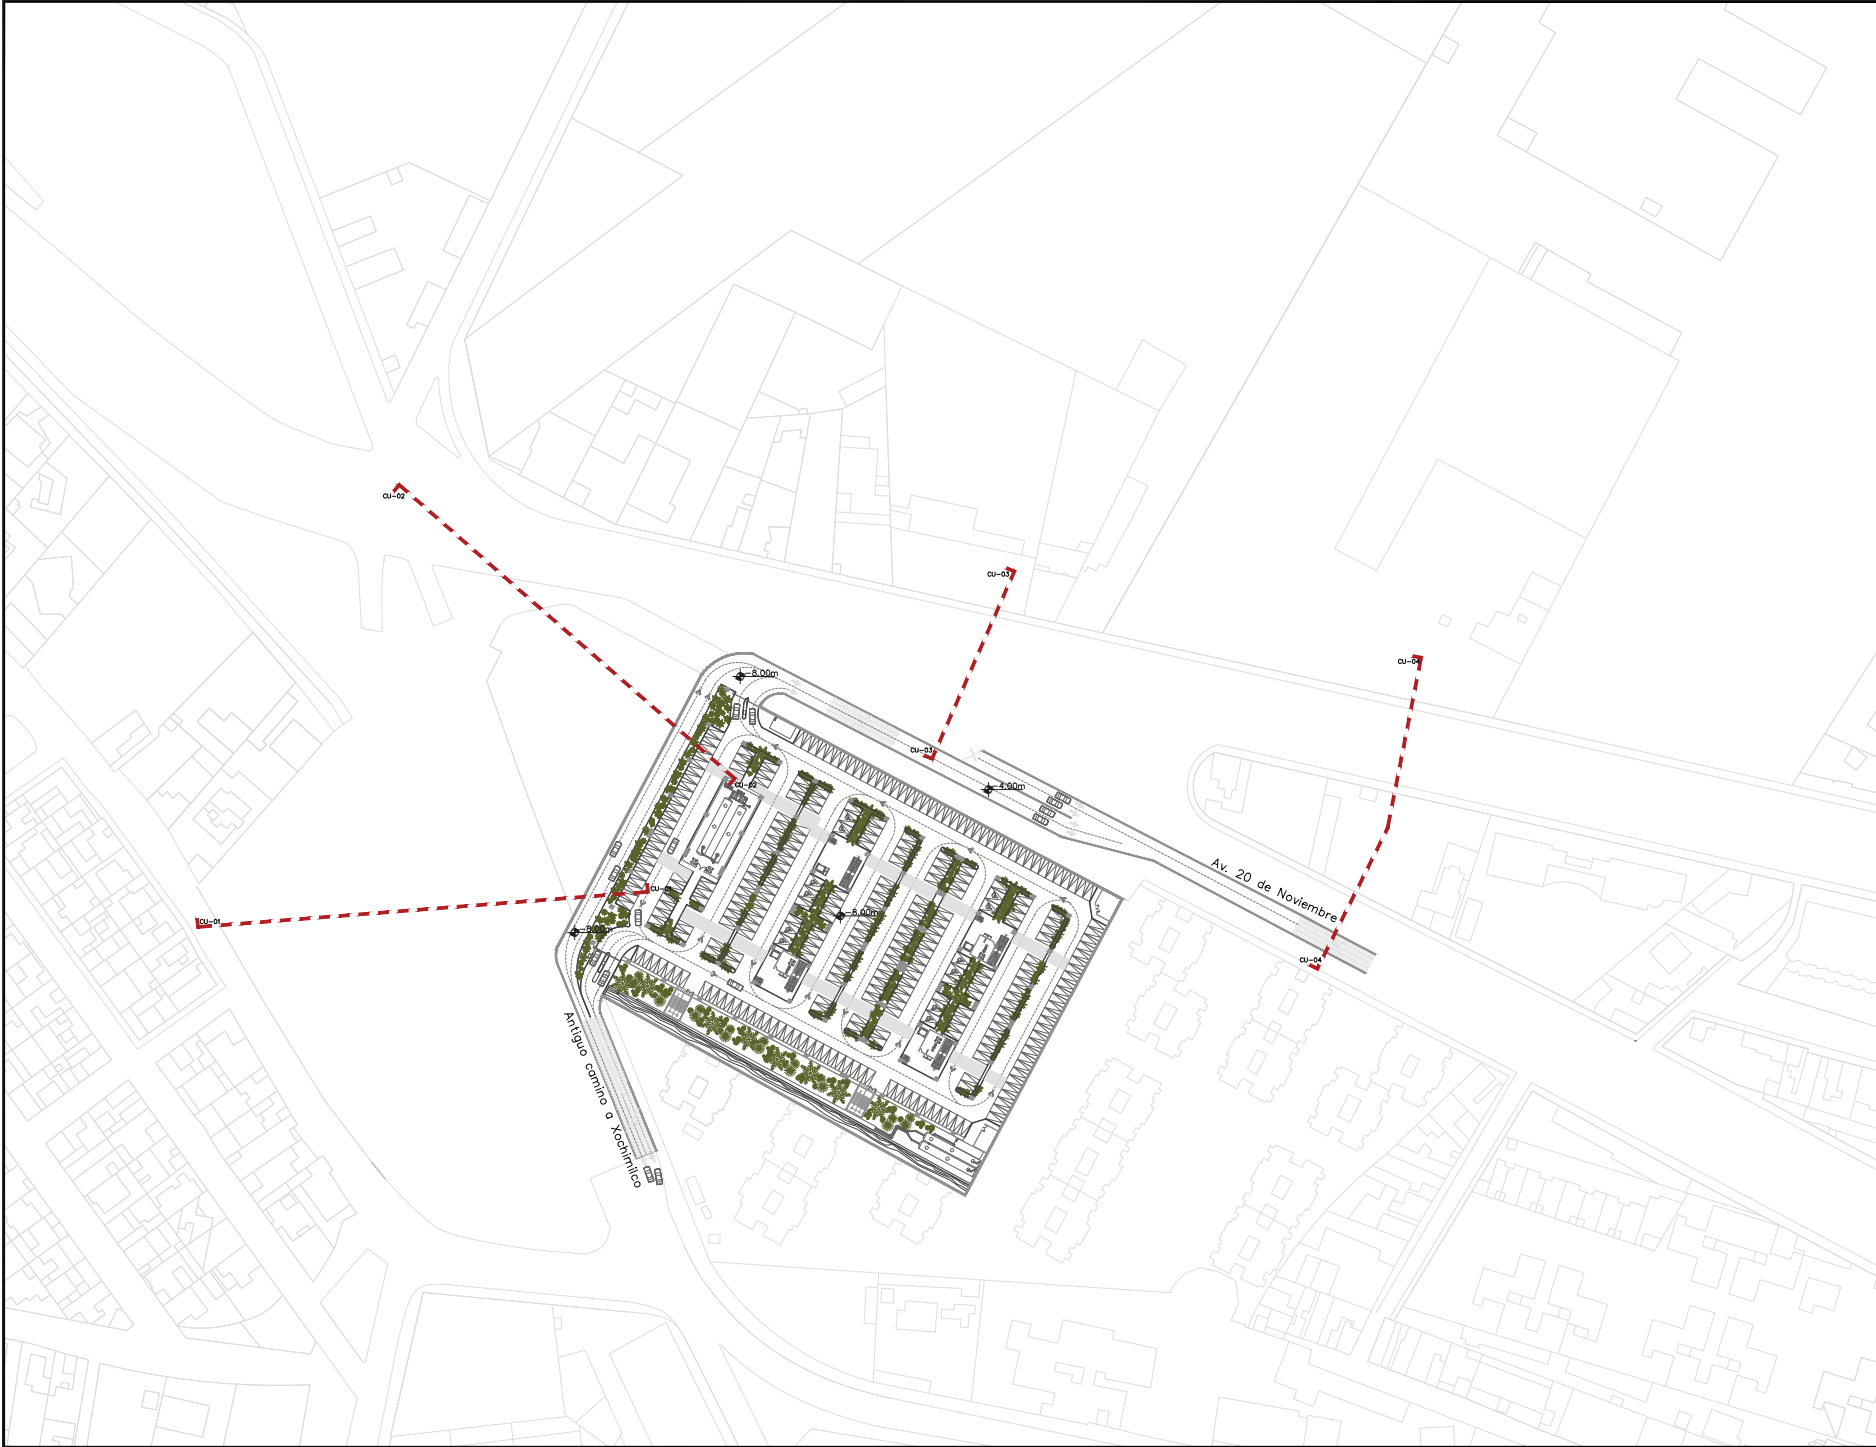 CU-02
CU-03
CU-04
-8.00m
CU-03
CU-02
-4.00m
Av. 20 de Noviembre
CU-01
CU-01
-8.00m
-8.00m
CU-04
Antiguo camino a Xochimilco